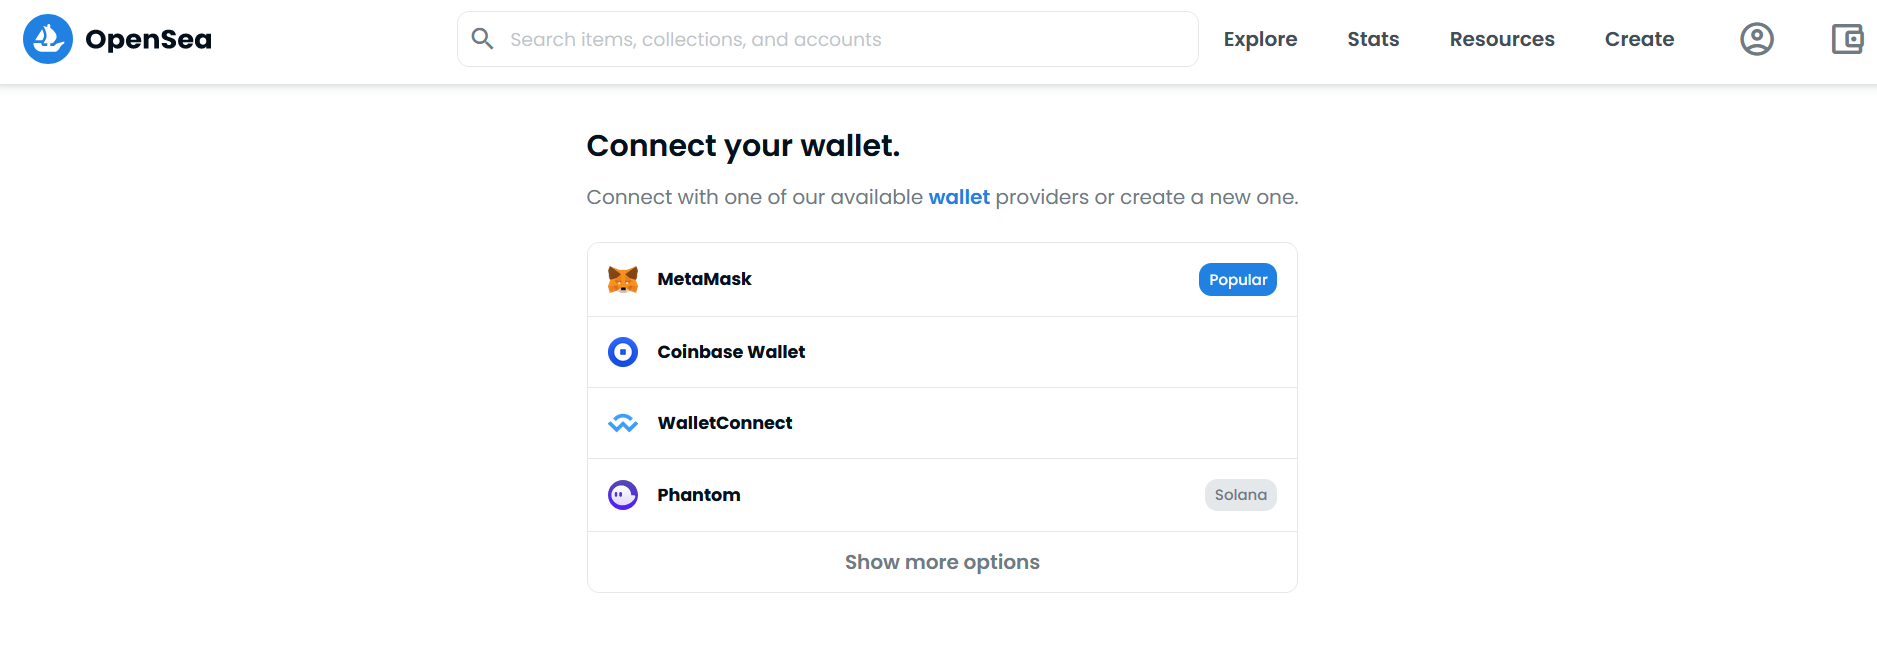 OpenSea
Search items, collections, and accounts
Explore
Stats
Resources
Create
Connect your wallet.
Connect with one of our available wallet providers or create a new one.
MetaMask
Popular
Coinbase Wallet
WalletConnect
Phantom
Solana
Show more options